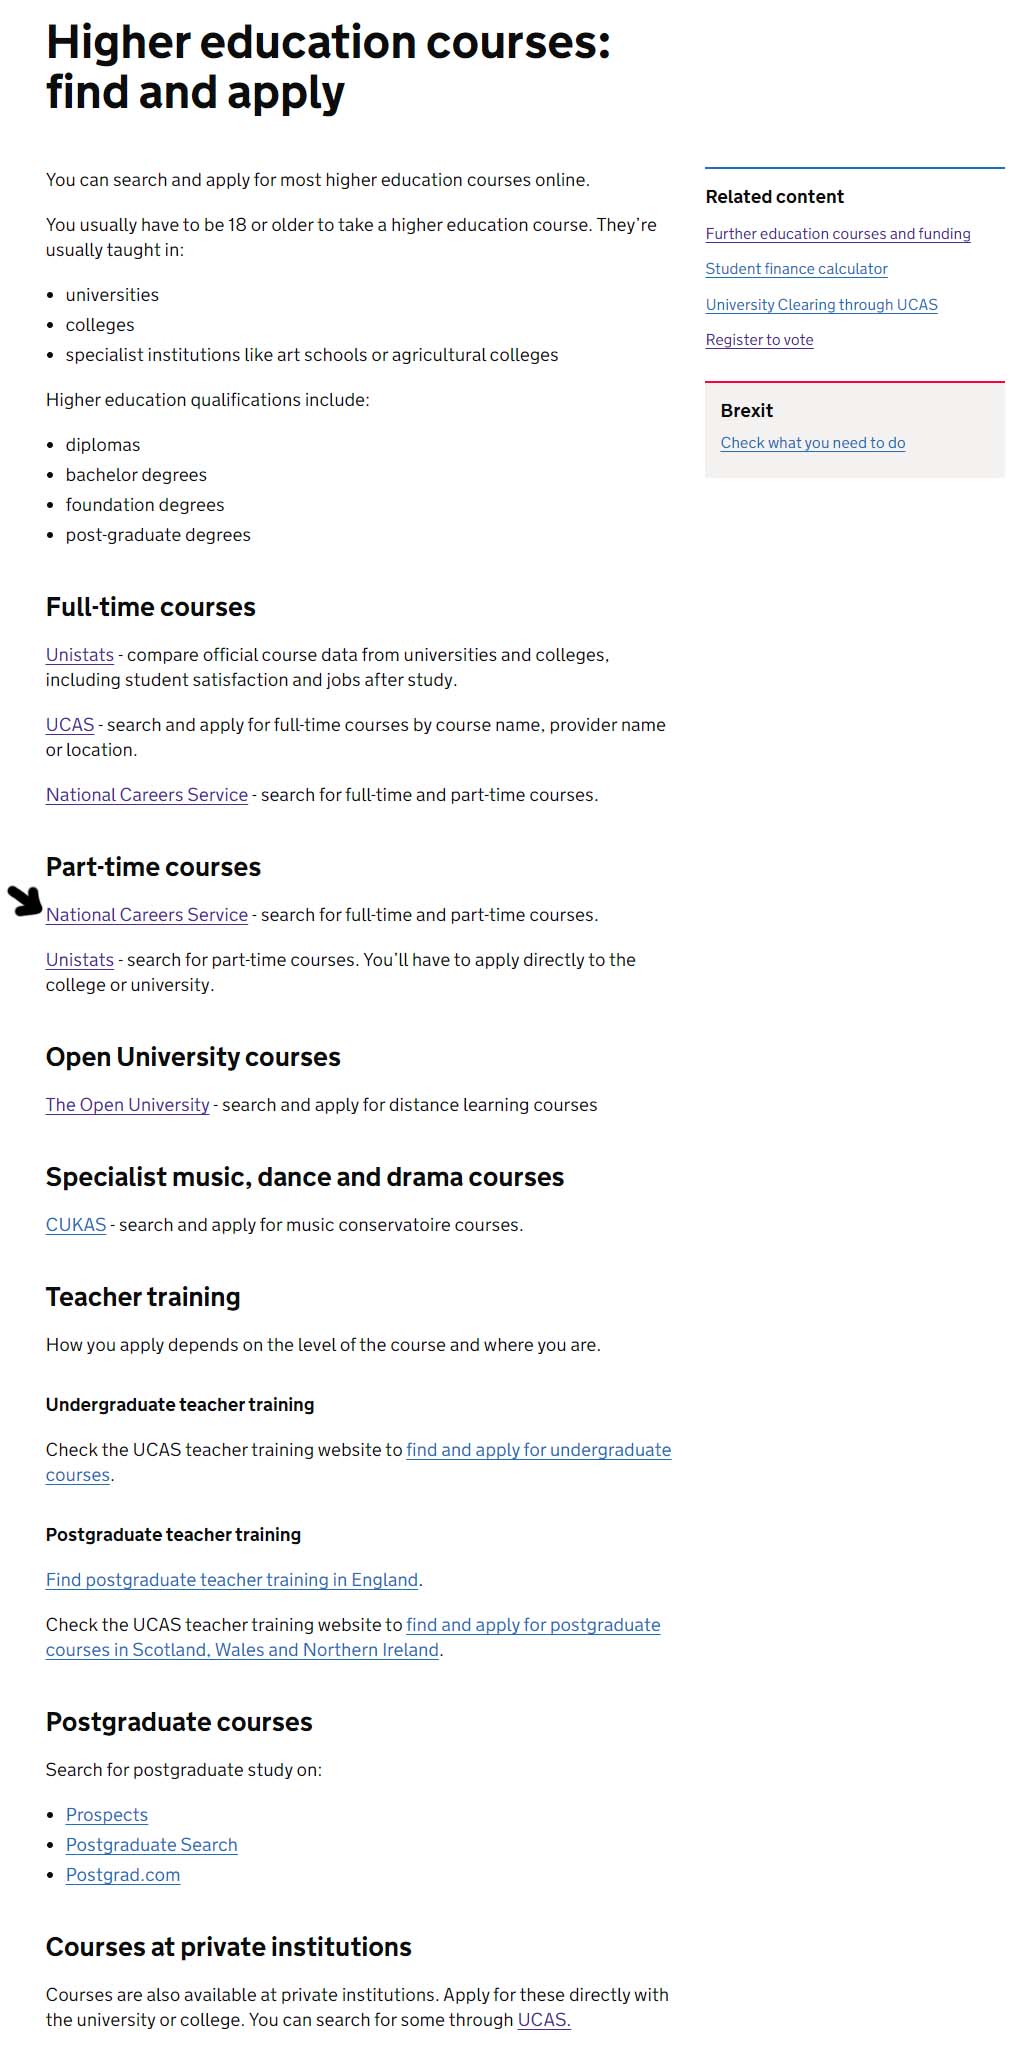 Higher education courses:
find and apply
You can search and apply for most higher education courses online.
You usually have to be 18 or older to take a higher education course. They’re
usually taught in:
• universities
• colleges
• specialist institutions like art schools or agricultural colleges
Higher education qualifications include:
• diplomas
• bachelor degrees
• foundation degrees
• post-graduate degrees
Full-time courses
Unistats - compare official course data from universities and colleges,
including student satisfaction and jobs after study.
UCAS - search and apply for full-time courses by course name, provider name
or location.
National Careers Service - search for full-time and part-time courses.
Part-time courses
National Careers Service - search for full-time and part-time courses.
Unistats - search for part-time courses. You’ll have to apply directly to the
college or university.
Open University courses
The Open University - search and apply for distance learning courses
Specialist music, dance and drama courses
CUKAS - search and apply for music conservatoire courses.
Teacher training
How you apply depends on the level of the course and where you are.
Undergraduate teacher training
Check the UCAS teacher training website to find and apply for undergraduate
courses.
Postgraduate teacher training
Find postgraduate teacher training in England.
Check the UCAS teacher training website to find and apply for postgraduate
courses in Scotland, Wales and Northern Ireland.
Postgraduate courses
Search for postgraduate study on:
• Prospects
• Postgraduate Search
• Postgrad.com
Courses at private institutions
Courses are also available at private institutions. Apply for these directly with
the university or college. You can search for some through UCAS.
Related content
Further education courses and funding
Student finance calculator
University Clearing through UCAS
Register to vote
Brexit
Check what you need to do